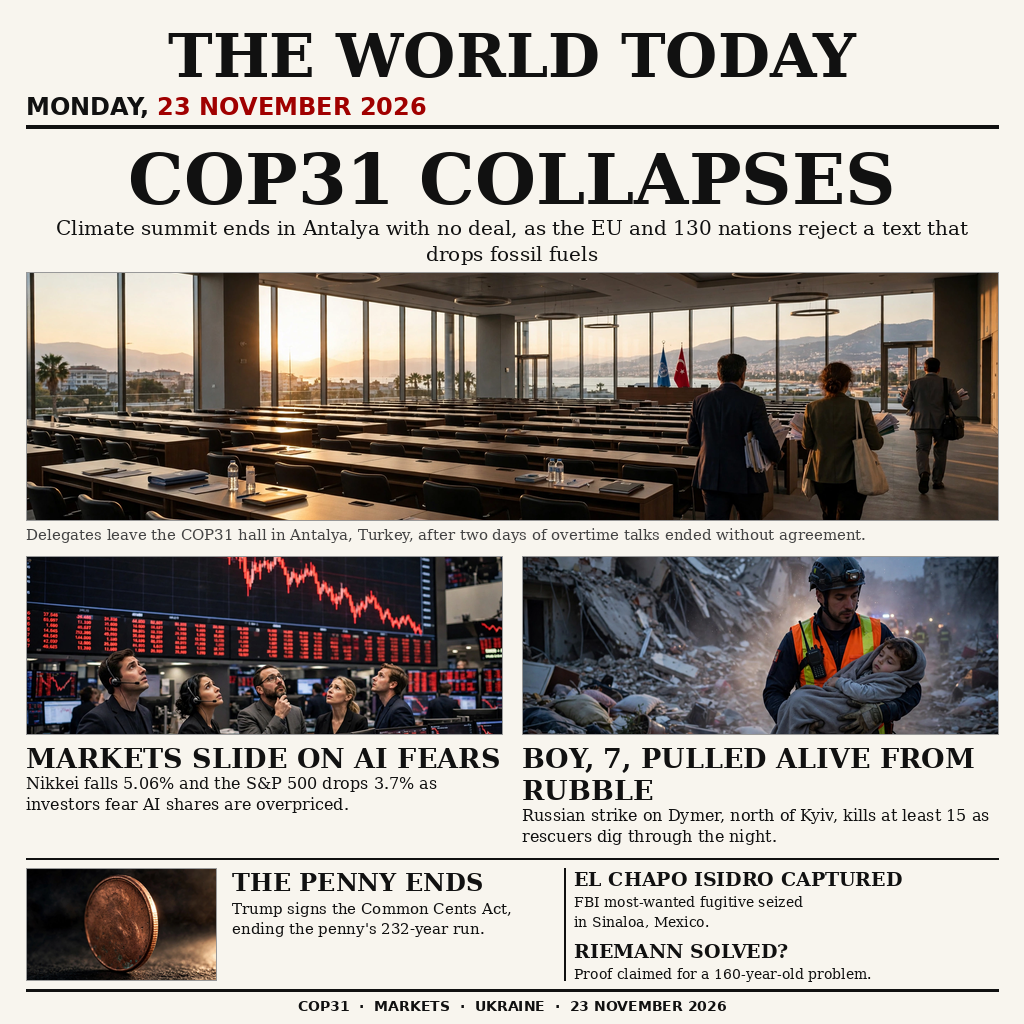 THE WORLD TODAY
MONDAY, 23 NOVEMBER 2026
COP31 COLLAPSES
Climate summit ends in Antalya with no deal, as the EU and 130 nations reject a text that
drops fossil fuels
Delegates leave the COP31 hall in Antalya, Turkey, after two days of overtime talks ended without agreement.
MARKETS SLIDE ON AI FEARS
Nikkei falls 5.06% and the S&P 500 drops 3.7% as
investors fear AI shares are overpriced.
BOY, 7, PULLED ALIVE FROM
RUBBLE
Russian strike on Dymer, north of Kyiv, kills at least 15 as
rescuers dig through the night.
THE PENNY ENDS
Trump signs the Common Cents Act,
ending the penny's 232-year run.
EL CHAPO ISIDRO CAPTURED
FBI most-wanted fugitive seized
in Sinaloa, Mexico.
RIEMANN SOLVED?
Proof claimed for a 160-year-old problem.
COP31 · MARKETS · UKRAINE · 23 NOVEMBER 2026